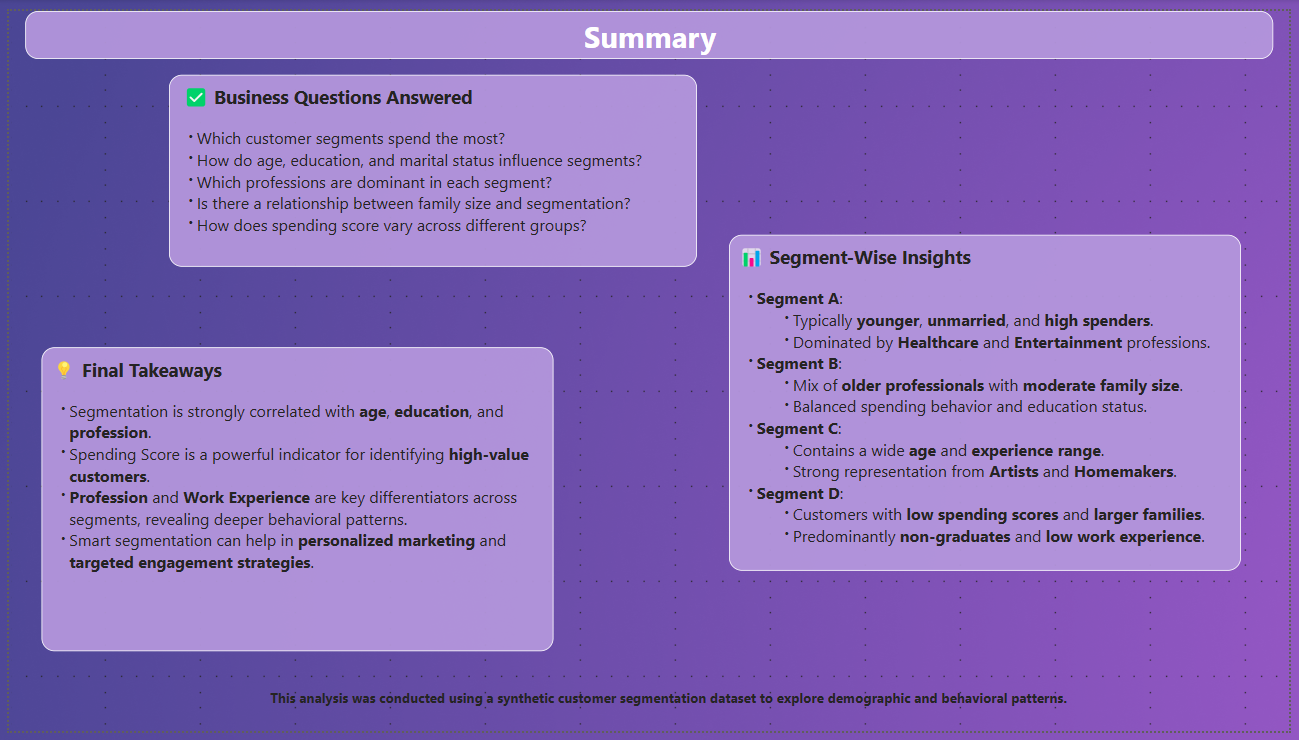 Summary
✅ Business Questions Answered
• Which customer segments spend the most?
• How do age, education, and marital status influence segments?
• Which professions are dominant in each segment?
• Is there a relationship between family size and segmentation?
• How does spending score vary across different groups?
📊 Segment-Wise Insights
• Segment A:
• Typically younger, unmarried, and high spenders.
• Dominated by Healthcare and Entertainment professions.
• Segment B:
• Mix of older professionals with moderate family size.
• Balanced spending behavior and education status.
• Segment C:
• Contains a wide age and experience range.
• Strong representation from Artists and Homemakers.
• Segment D:
• Customers with low spending scores and larger families.
• Predominantly non-graduates and low work experience.
💡 Final Takeaways
• Segmentation is strongly correlated with age, education, and
profession.
• Spending Score is a powerful indicator for identifying high-value
customers.
• Profession and Work Experience are key differentiators across
segments, revealing deeper behavioral patterns.
• Smart segmentation can help in personalized marketing and
targeted engagement strategies.
This analysis was conducted using a synthetic customer segmentation dataset to explore demographic and behavioral patterns.